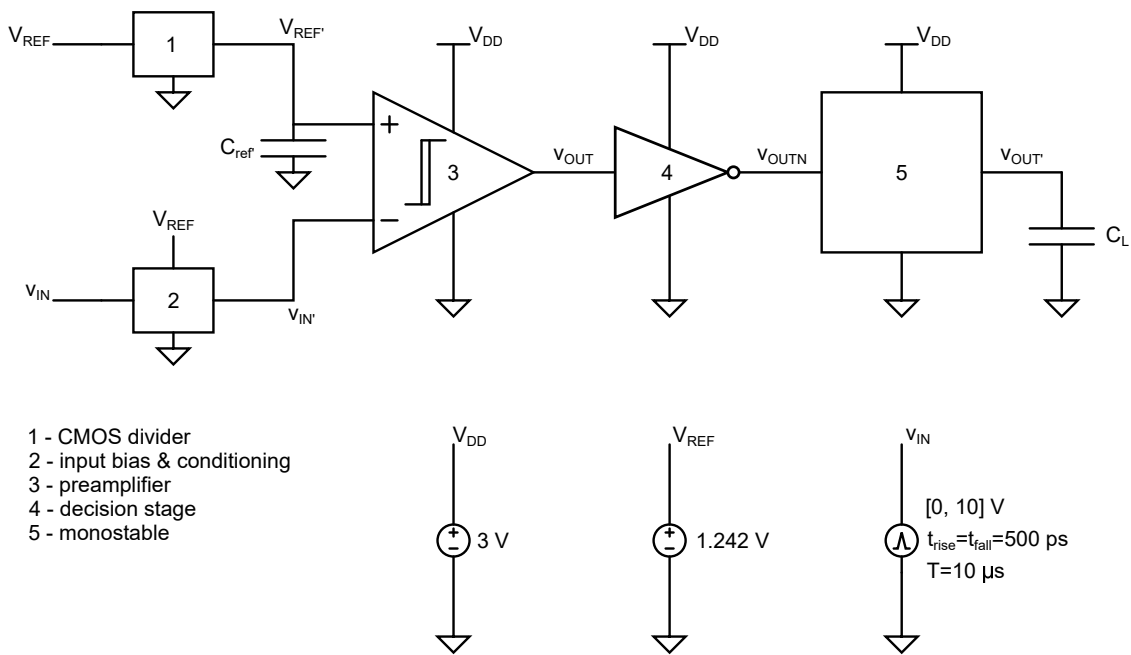 V_REF
1
V_REF'
V_DD
V_DD
V_DD
C_ref'
+
3
−
v_OUT
4
v_OUTN
5
v_OUT'
C_L
V_REF
v_IN
2
v_IN'
1 - CMOS divider
2 - input bias & conditioning
3 - preamplifier
4 - decision stage
5 - monostable
V_DD
+
−
3 V
V_REF
+
−
1.242 V
v_IN
[0, 10] V
t_rise=t_fall=500 ps
T=10 µs